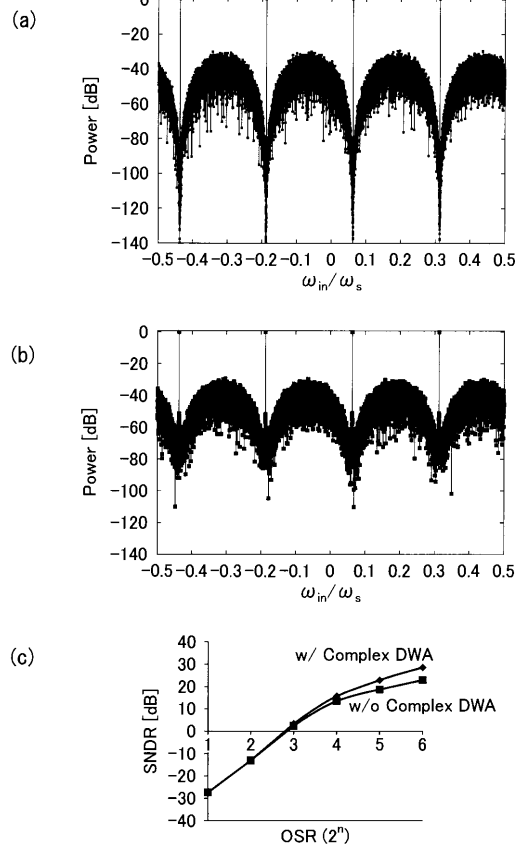 (a)
0
-20
-40
-60
-80
-100
-120
-140
Power [dB]
-0.5 -0.4 -0.3 -0.2 -0.1 0 0.1 0.2 0.3 0.4 0.5
ωin/ωs
(b)
0
-20
-40
-60
-80
-100
-120
-140
Power [dB]
-0.5 -0.4 -0.3 -0.2 -0.1 0 0.1 0.2 0.3 0.4 0.5
ωin/ωs
(c)
40
30
20
10
0
-10
-20
-30
-40
SNDR [dB]
w/ Complex DWA
w/o Complex DWA
1 2 3 4 5 6
OSR (2ⁿ)